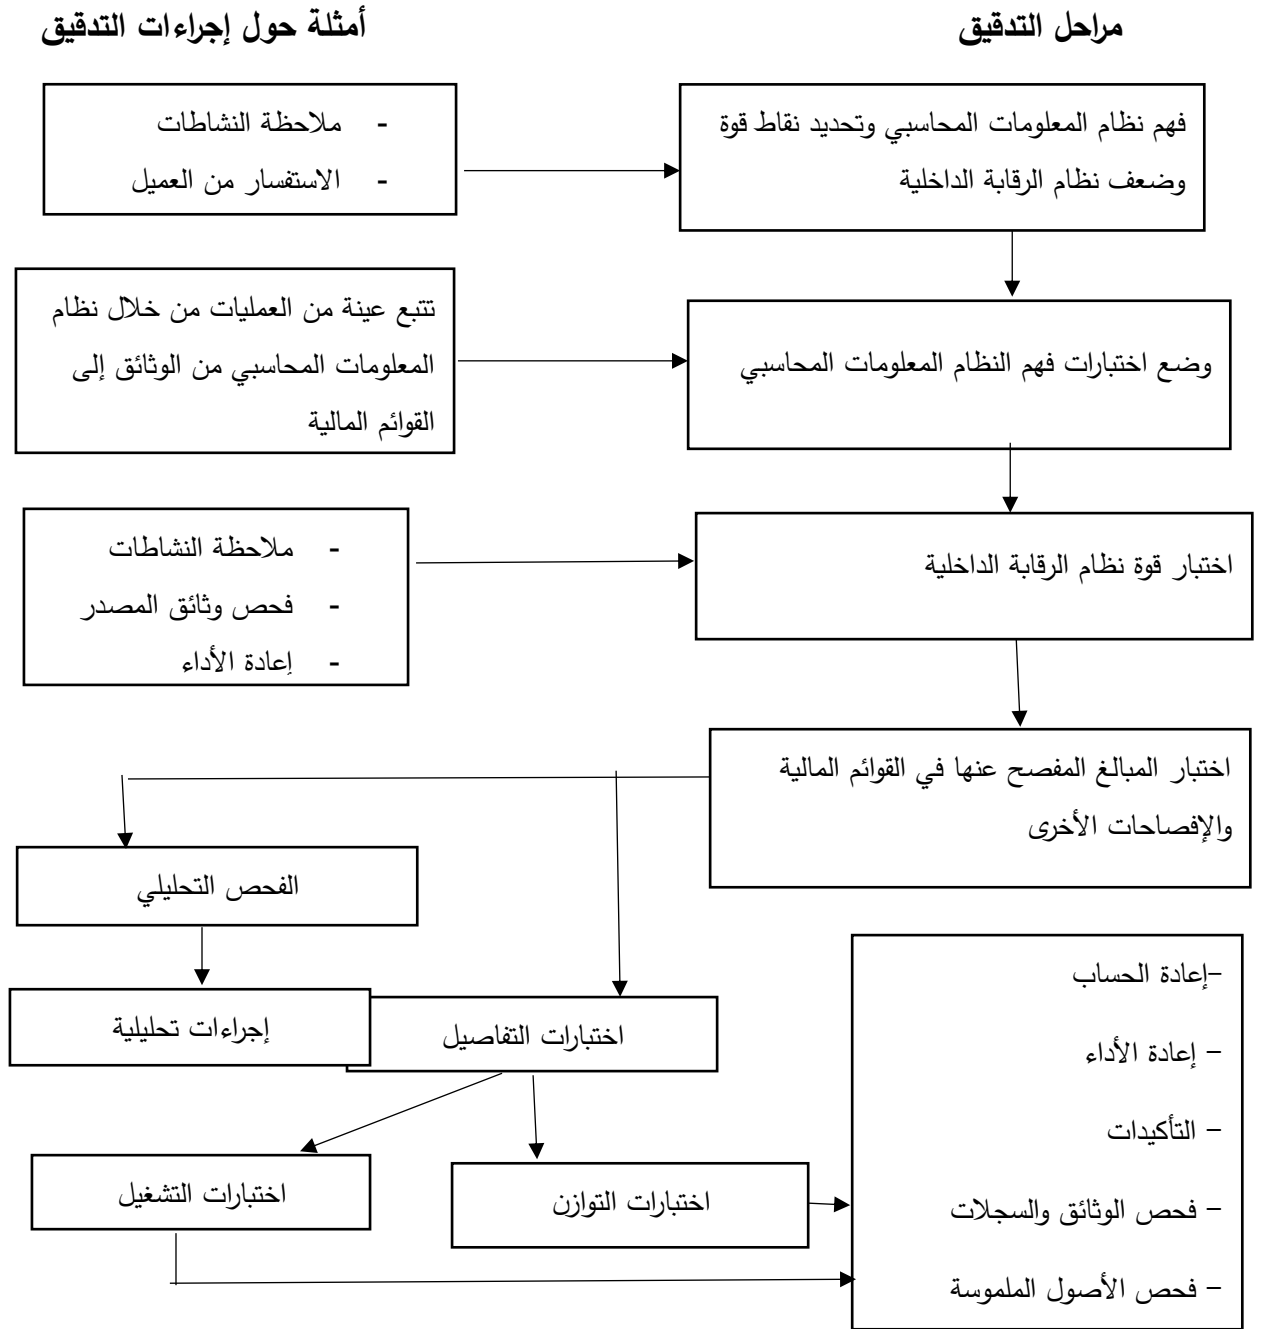 مراحل التدقيق
أمثلة حول إجراءات التدقيق
فهم نظام المعلومات المحاسبي وتحديد نقاط قوة
وضعف نظام الرقابة الداخلية
- ملاحظة النشاطات
- الاستفسار من العميل
وضع اختبارات فهم النظام المعلومات المحاسبي
تتبع عينة من العمليات من خلال نظام
المعلومات المحاسبي من الوثائق إلى
القوائم المالية
اختبار قوة نظام الرقابة الداخلية
- ملاحظة النشاطات
- فحص وثائق المصدر
- إعادة الأداء
اختبار المبالغ المفصح عنها في القوائم المالية
والإفصاحات الأخرى
الفحص التحليلي
إجراءات تحليلية
اختبارات التفاصيل
اختبارات التوازن
اختبارات التشغيل
-إعادة الحساب
- إعادة الأداء
- التأكيدات
- فحص الوثائق والسجلات
- فحص الأصول الملموسة